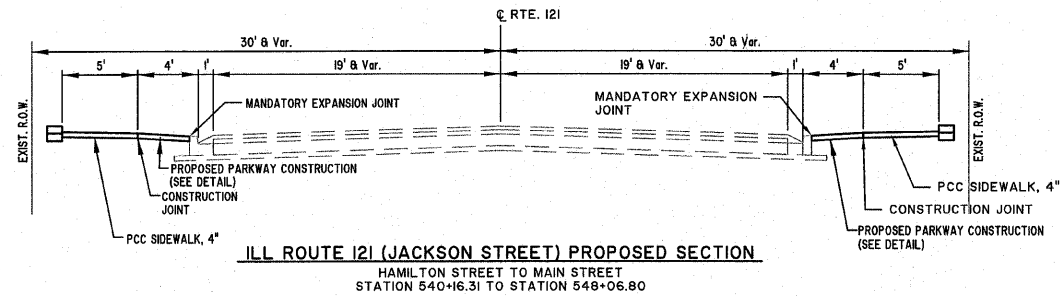 ℄ RTE. 121
30' & Var.
30' & Var.
5'
4'
1'
19' & Var.
19' & Var.
1'
4'
5'
EXIST. R.O.W.
MANDATORY EXPANSION JOINT
MANDATORY EXPANSION
JOINT
EXIST. R.O.W.
PROPOSED PARKWAY CONSTRUCTION
(SEE DETAIL)
CONSTRUCTION
JOINT
PCC SIDEWALK, 4"
PCC SIDEWALK, 4"
CONSTRUCTION JOINT
PROPOSED PARKWAY CONSTRUCTION
(SEE DETAIL)
ILL ROUTE 121 (JACKSON STREET) PROPOSED SECTION
HAMILTON STREET TO MAIN STREET
STATION 540+16.31 TO STATION 548+06.80